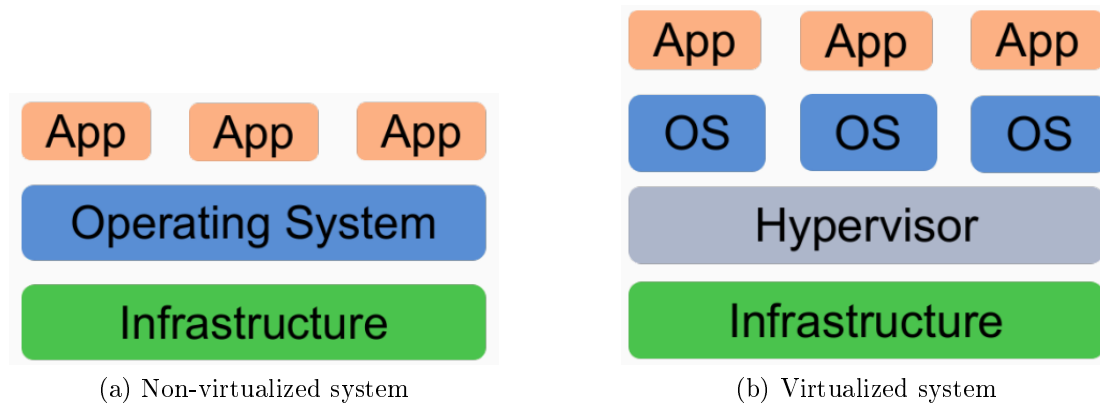 App App App
Operating System
Infrastructure
(a) Non-virtualized system
App App App
OS OS OS
Hypervisor
Infrastructure
(b) Virtualized system